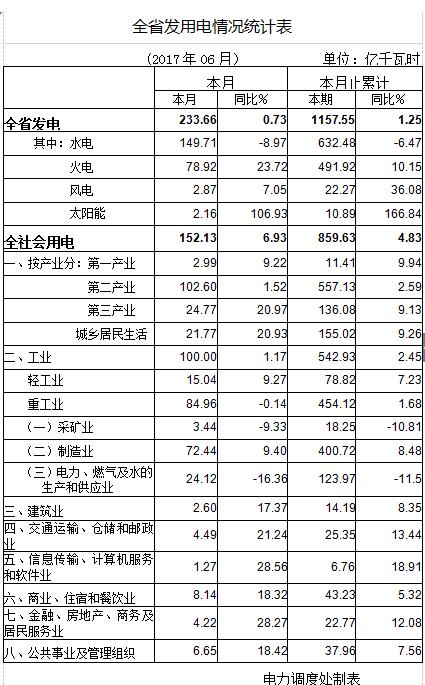 全省发用电情况统计表
(2017年06月) 单位：亿千瓦时
本月 本月止累计
本月 同比% 本期 同比%
全省发电 233.66 0.73 1157.55 1.25
其中：水电 149.71 -8.97 632.48 -6.47
火电 78.92 23.72 491.92 10.15
风电 2.87 7.05 22.27 36.08
太阳能 2.16 106.93 10.89 166.84
全社会用电 152.13 6.93 859.63 4.83
一、按产业分：第一产业 2.99 9.22 11.41 9.94
第二产业 102.60 1.52 557.13 2.59
第三产业 24.77 20.97 136.08 9.13
城乡居民生活 21.77 20.93 155.02 9.26
二、工业 100.00 1.17 542.93 2.45
轻工业 15.04 9.27 78.82 7.23
重工业 84.96 -0.14 454.12 1.68
（一）采矿业 3.44 -9.33 18.25 -10.81
（二）制造业 72.44 9.40 400.72 8.48
（三）电力、燃气及水的
生产和供应业 24.12 -16.36 123.97 -11.5
三、建筑业 2.60 17.37 14.19 8.35
四、交通运输、仓储和邮政
业 4.49 21.24 25.35 13.44
五、信息传输、计算机服务
和软件业 1.27 28.56 6.76 18.91
六、商业、住宿和餐饮业 8.14 18.32 43.23 5.32
七、金融、房地产、商务及
居民服务业 4.22 28.27 22.77 12.08
八、公共事业及管理组织 6.65 18.42 37.96 7.56
电力调度处制表